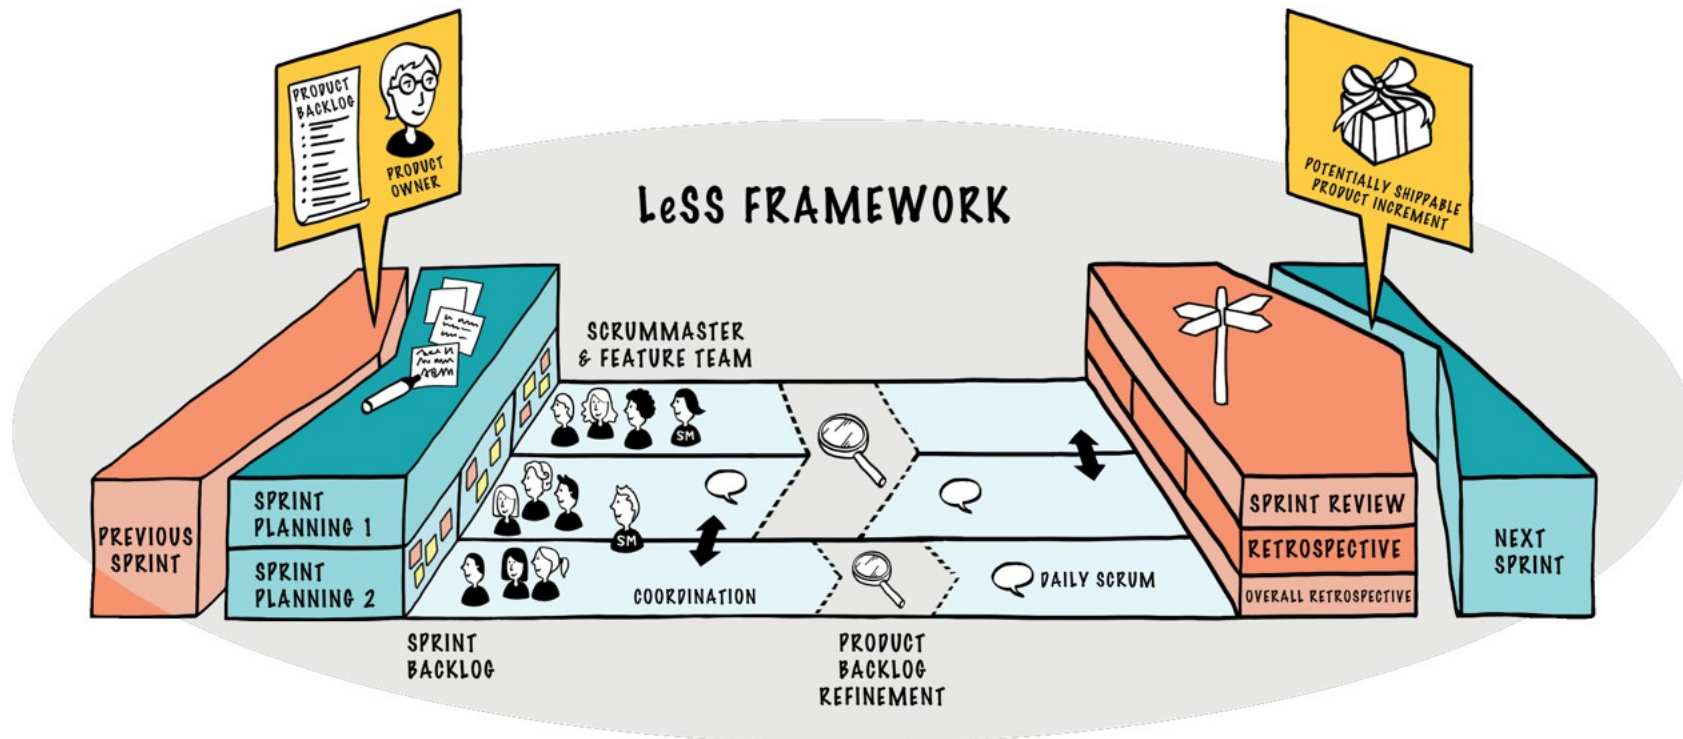 PRODUCT
BACKLOG
PRODUCT
OWNER
LeSS FRAMEWORK
POTENTIALLY SHIPPABLE
PRODUCT INCREMENT
SCRUMMASTER
& FEATURE TEAM
SM
SM
PREVIOUS
SPRINT
SPRINT
PLANNING 1
SPRINT
PLANNING 2
COORDINATION
DAILY SCRUM
SPRINT REVIEW
RETROSPECTIVE
OVERALL RETROSPECTIVE
NEXT
SPRINT
SPRINT
BACKLOG
PRODUCT
BACKLOG
REFINEMENT